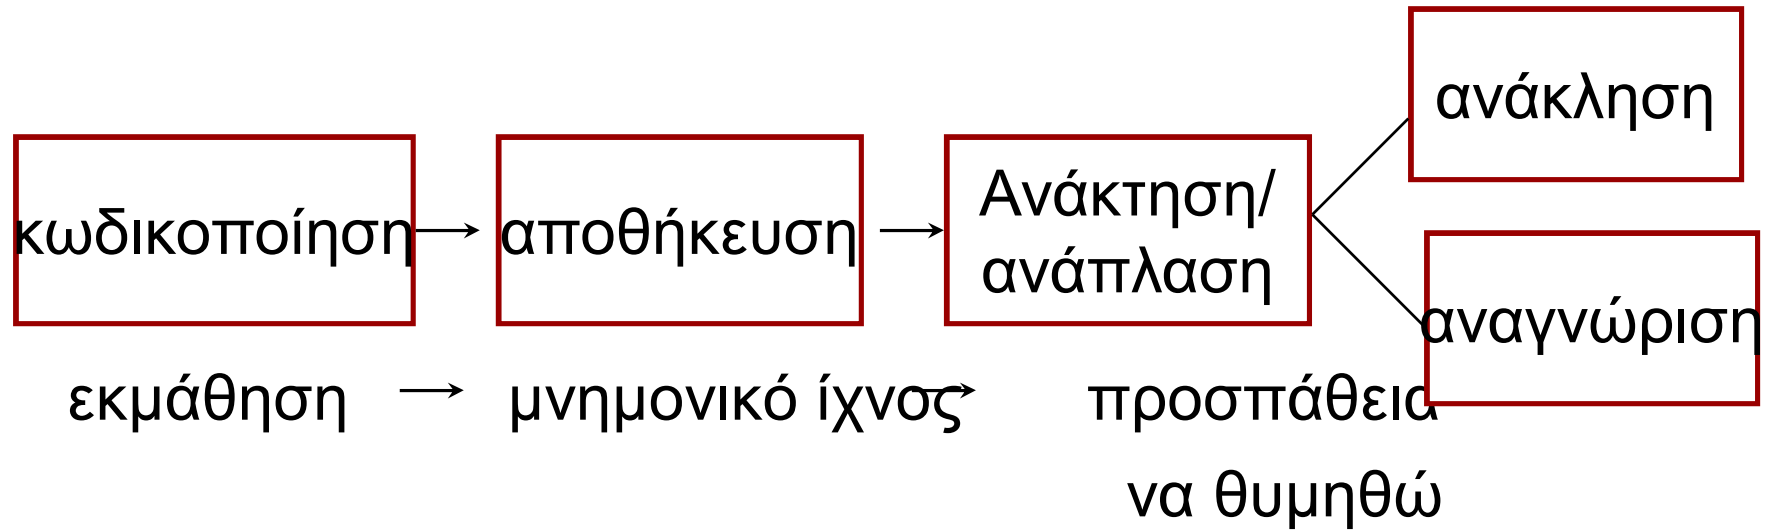 ανάκληση
κωδικοποίηση
αποθήκευση
Ανάκτηση/
ανάπλαση
αναγνώριση
εκμάθηση
μνημονικό ίχνος
προσπάθεια
να θυμηθώ